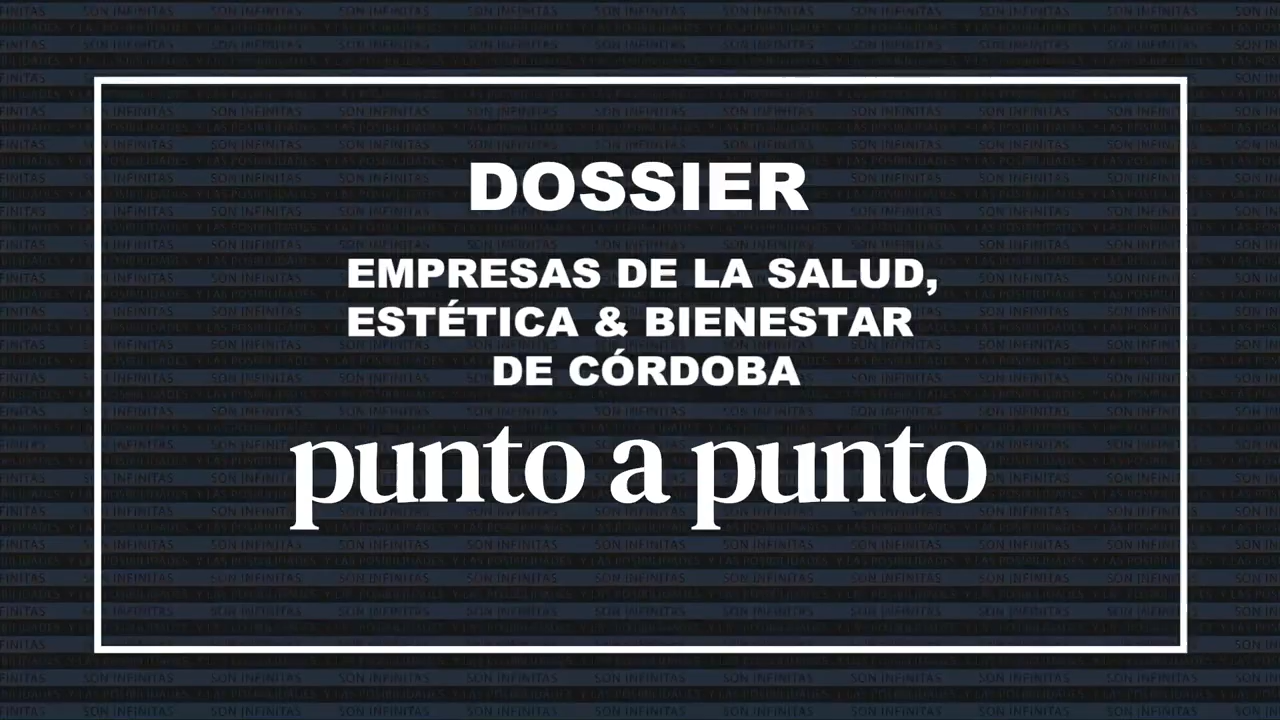 DOSSIER
EMPRESAS DE LA SALUD,
ESTÉTICA & BIENESTAR
DE CÓRDOBA
punto a punto